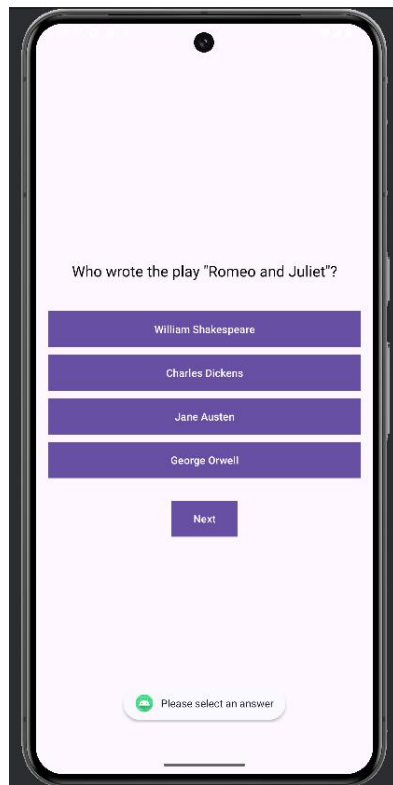 Who wrote the play "Romeo and Juliet"?
William Shakespeare
Charles Dickens
Jane Austen
George Orwell
Next
Please select an answer